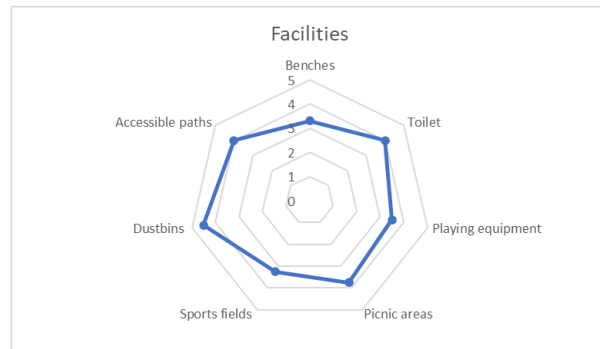 Facilities
Benches
5
4
3
2
1
0
Toilet
Playing equipment
Picnic areas
Sports fields
Dustbins
Accessible paths